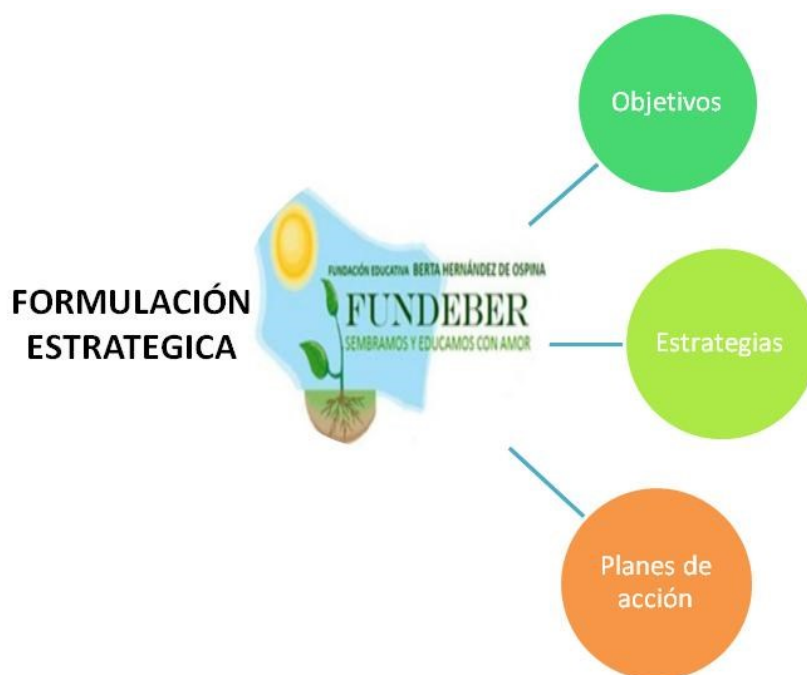 FORMULACIÓN
ESTRATEGICA
FUNDACIÓN EDUCATIVA BERTA HERNÁNDEZ DE OSPINA
FUNDEBER
SEMBRAMOS Y EDUCAMOS CON AMOR
Objetivos
Estrategias
Planes de
acción